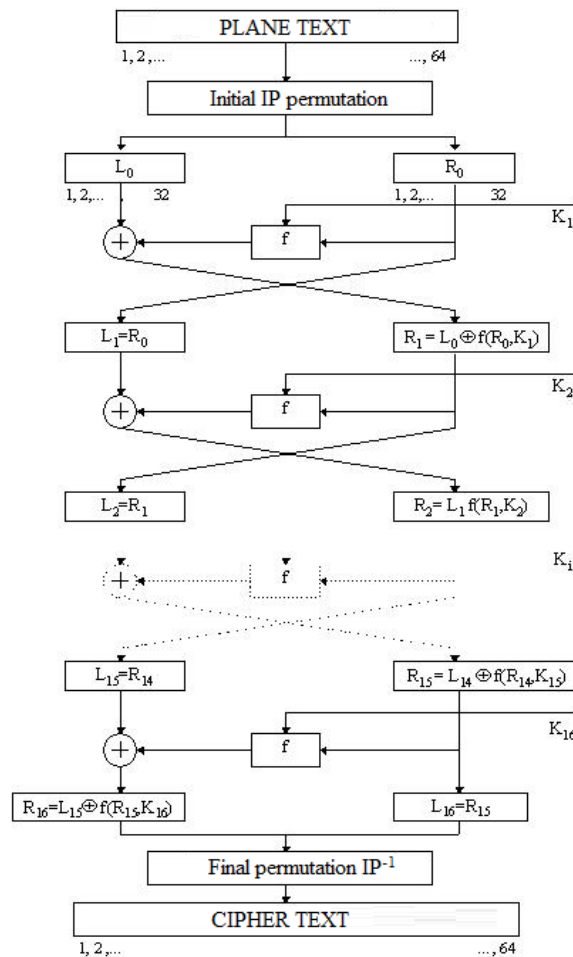 PLANE TEXT
1, 2 ,... ..., 64
Initial IP permutation
L₀ R₀
1, 2,... , 32 1, 2,... 32
K₁
f
L₁=R₀ R₁ = L₀ ⊕ f(R₀,K₁)
K₂
f
L₂=R₁ R₂= L₁ f(R₁,K₂)
Kᵢ
f
L₁₅=R₁₄ R₁₅= L₁₄ ⊕ f(R₁₄,K₁₅)
K₁₆
f
R₁₆=L₁₅⊕f(R₁₅,K₁₆) L₁₆=R₁₅
Final permutation IP⁻¹
CIPHER TEXT
1, 2,... ..., 64